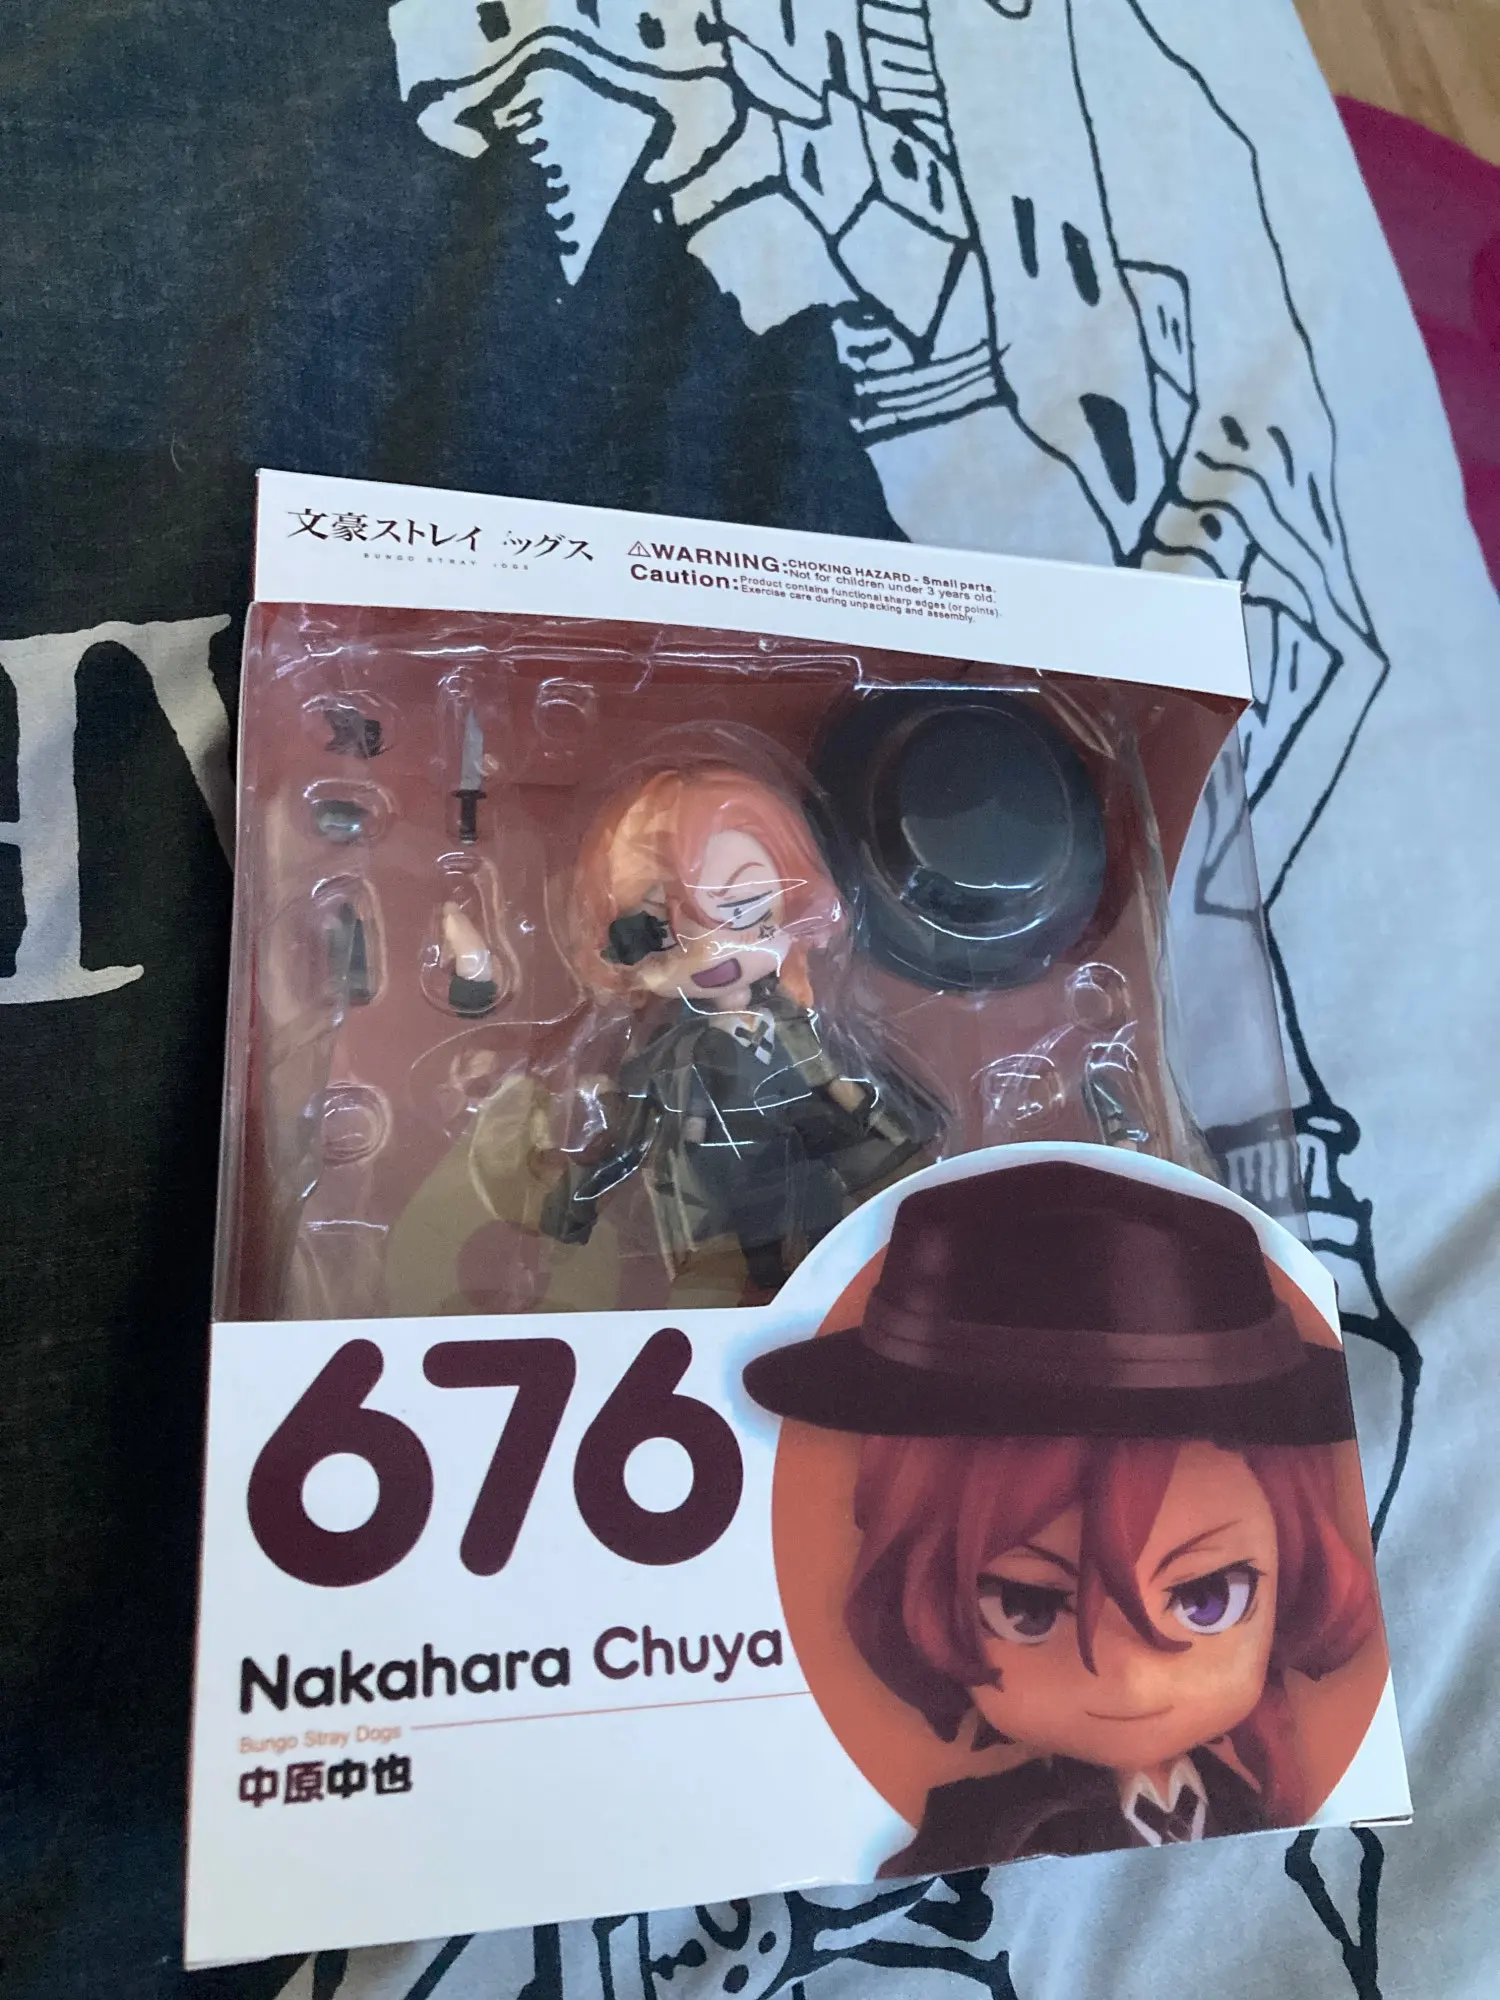 文豪ストレイ ッグス
BUNGO STRAY DOGS
⚠WARNING:•CHOKING HAZARD - Small parts.
•Not for children under 3 years old.
Caution:•Product contains functional sharp edges (or points).
•Exercise care during unpacking and assembly.
676
Nakahara Chuya
Bungo Stray Dogs
中原中也